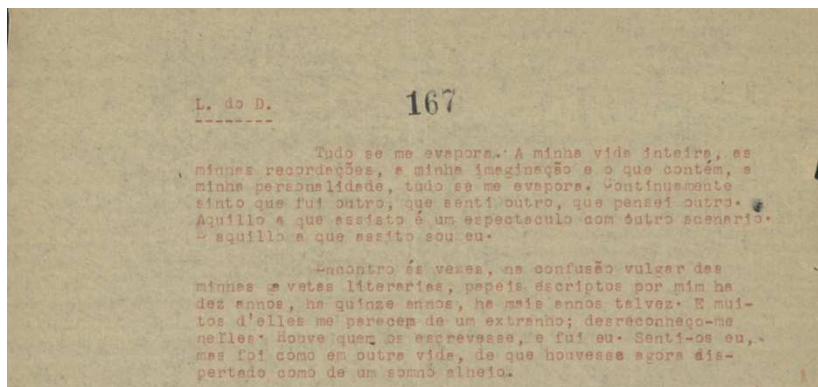 L. do D.
167
Tudo se me evapora. A minha vida inteira, as
minhas recordações, a minha imaginação e o que contém, a
minha personalidade, tudo se me evapora. Continuamente
sinto que fui outro, que senti outro, que pensei outro.
Aquillo a que assisto é um espectaculo com outro scenario.
E aquillo a que assito sou eu.
Encontro ás vezes, na confusão vulgar das
minhas gavetas literarias, papeis escriptos por mim ha
dez annos, ha quinze annos, ha mais annos talvez. E mui-
tos d'elles me parecem de um extranho; desreconheço-me
nelles. Houve quem os escrevesse, e fui eu. Senti-os eu,
mas foi como em outra vida, de que houvesse agora dis-
pertado como de um somno alheio.